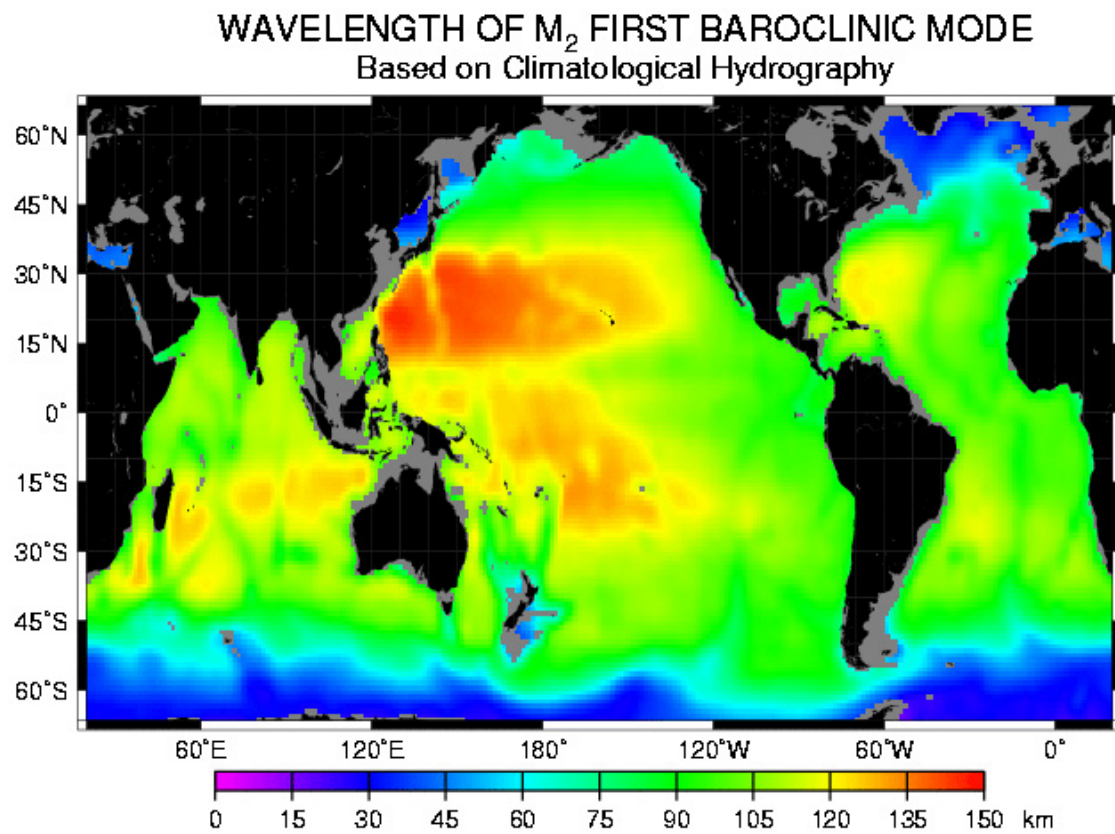 WAVELENGTH OF M₂ FIRST BAROCLINIC MODE
Based on Climatological Hydrography
60°N
45°N
30°N
15°N
0°
15°S
30°S
45°S
60°S
60°E 120°E 180° 120°W 60°W 0°
0 15 30 45 60 75 90 105 120 135 150 km